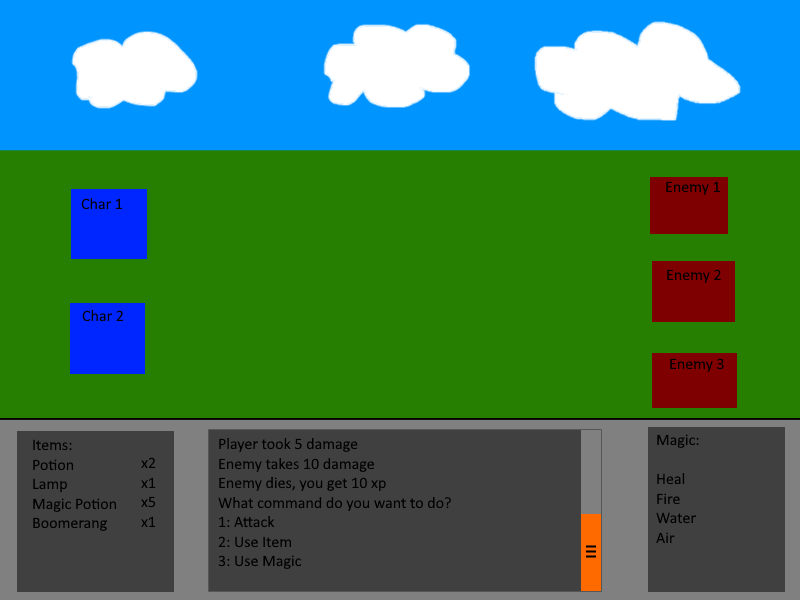 Char 1
Enemy 1
Enemy 2
Char 2
Enemy 3
Items:
Potion x2
Lamp x1
Magic Potion x5
Boomerang x1
Player took 5 damage
Enemy takes 10 damage
Enemy dies, you get 10 xp
What command do you want to do?
1: Attack
2: Use Item
3: Use Magic
Magic:
Heal
Fire
Water
Air